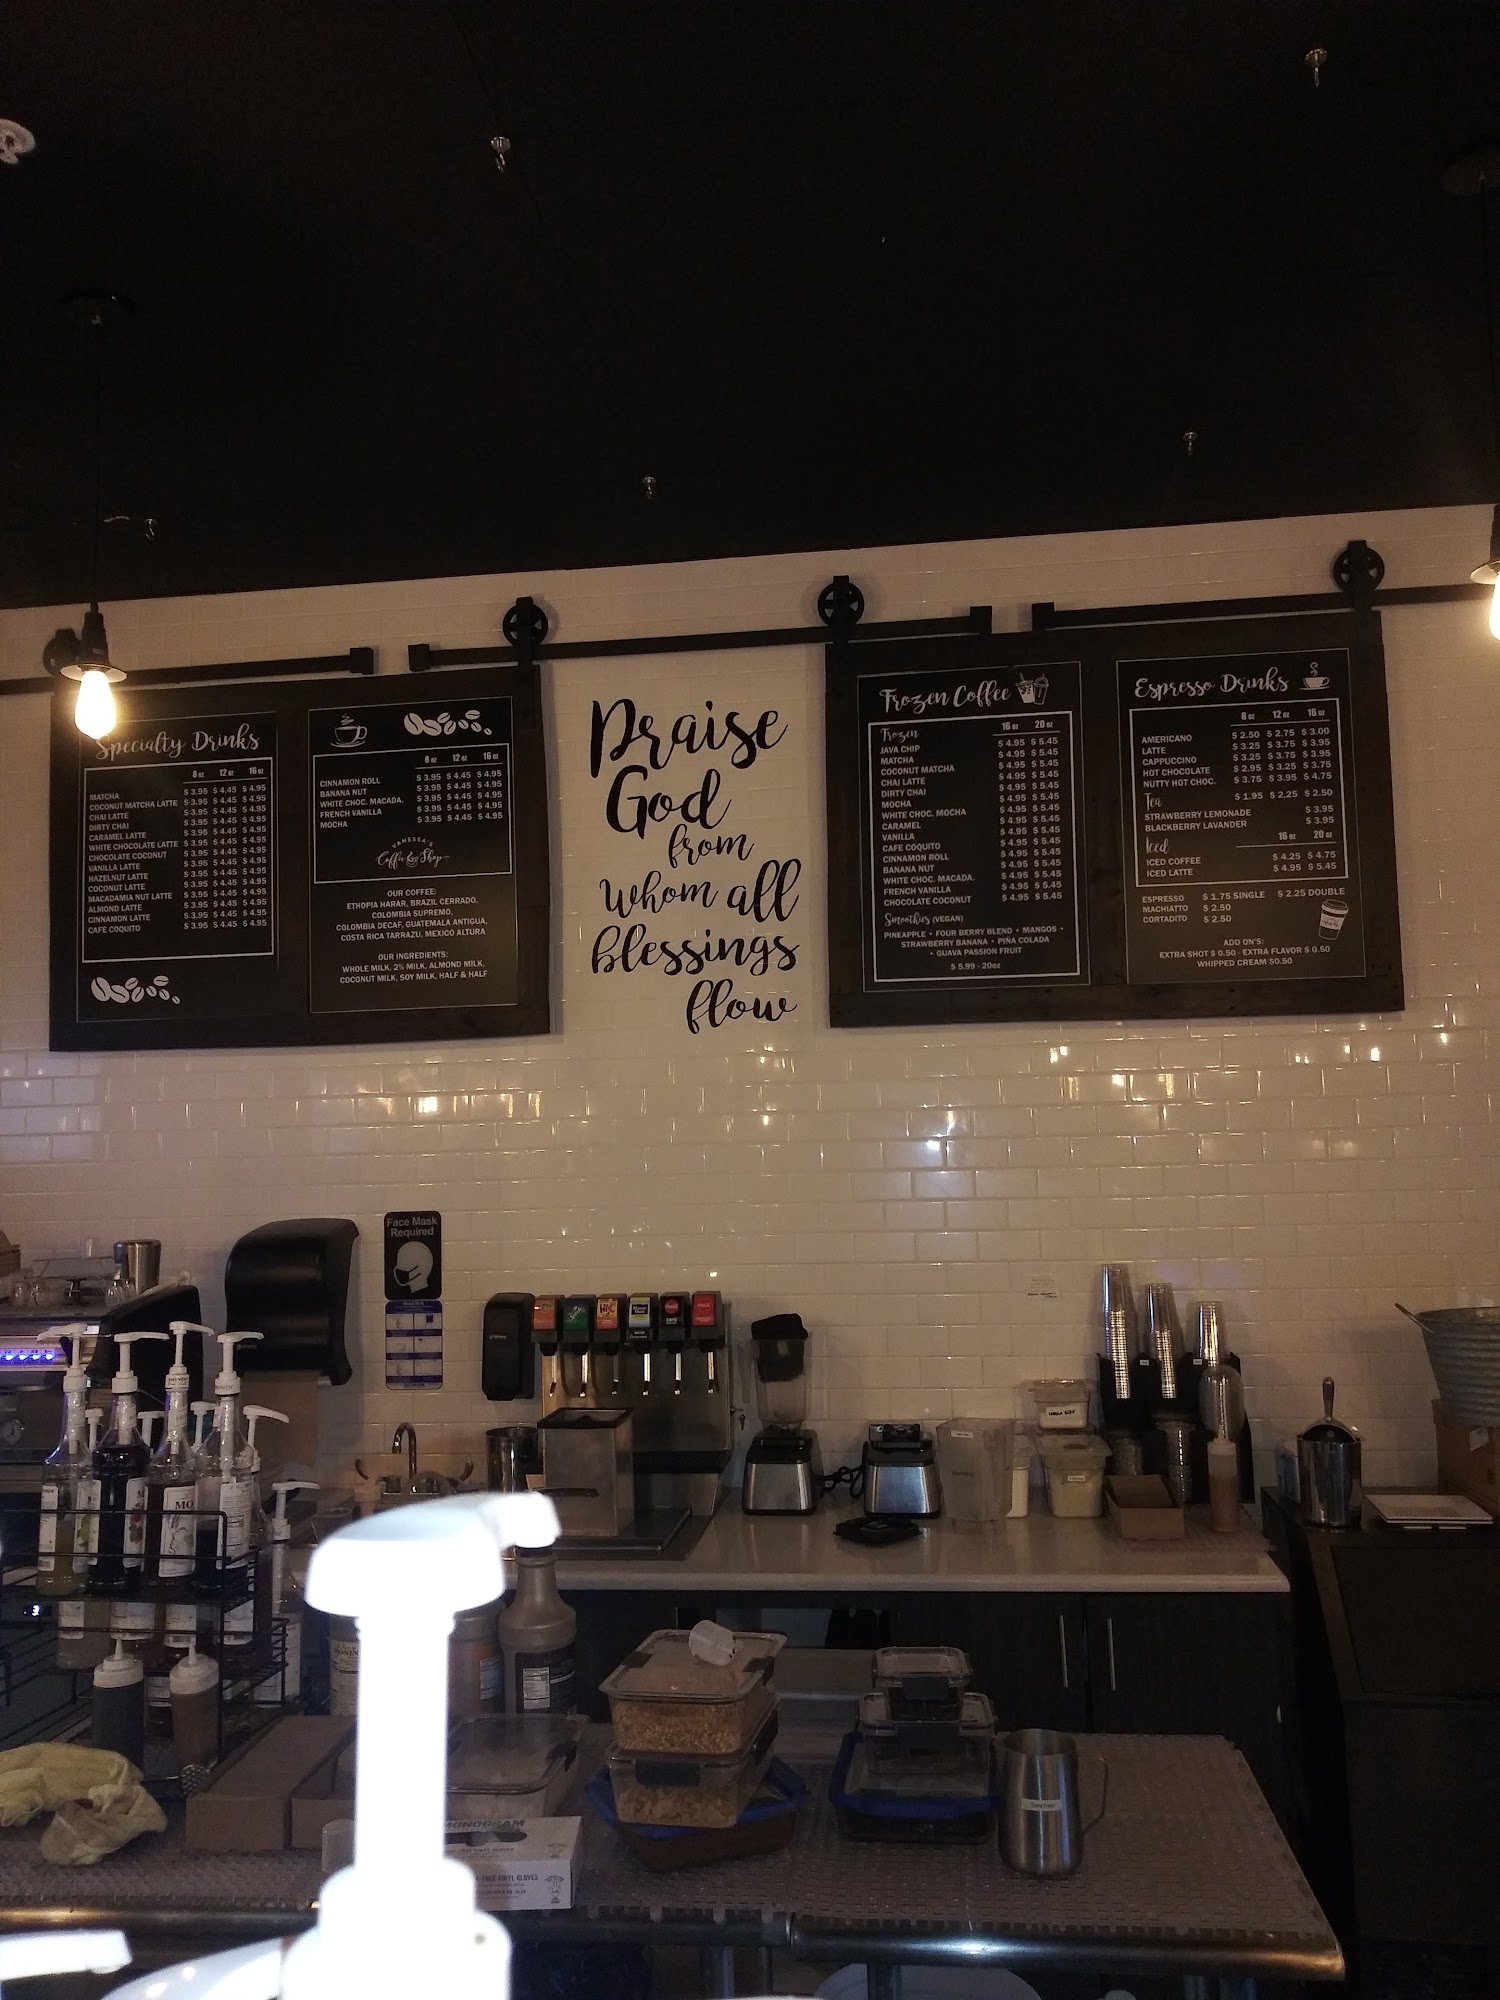 Specialty Drinks
8 oz 12 oz 16 oz
MATCHA $ 3.95 $ 4.45 $ 4.95
COCONUT MATCHA LATTE $ 3.95 $ 4.45 $ 4.95
CHAI LATTE $ 3.95 $ 4.45 $ 4.95
DIRTY CHAI $ 3.95 $ 4.45 $ 4.95
CARAMEL LATTE $ 3.95 $ 4.45 $ 4.95
WHITE CHOCOLATE LATTE $ 3.95 $ 4.45 $ 4.95
CHOCOLATE COCONUT $ 3.95 $ 4.45 $ 4.95
VANILLA LATTE $ 3.95 $ 4.45 $ 4.95
HAZELNUT LATTE $ 3.95 $ 4.45 $ 4.95
COCONUT LATTE $ 3.95 $ 4.45 $ 4.95
MACADAMIA NUT LATTE $ 3.95 $ 4.45 $ 4.95
ALMOND LATTE $ 3.95 $ 4.45 $ 4.95
CINNAMON LATTE $ 3.95 $ 4.45 $ 4.95
CAFE COQUITO $ 3.95 $ 4.45 $ 4.95
8 oz 12 oz 16 oz
CINNAMON ROLL $ 3.95 $ 4.45 $ 4.95
BANANA NUT $ 3.95 $ 4.45 $ 4.95
WHITE CHOC. MACADA. $ 3.95 $ 4.45 $ 4.95
FRENCH VANILLA $ 3.95 $ 4.45 $ 4.95
MOCHA $ 3.95 $ 4.45 $ 4.95
VANESSA'S
Coffee Shop
OUR COFFEE:
ETHOPIA HARAR, BRAZIL CERRADO,
COLOMBIA SUPREMO,
COLOMBIA DECAF, GUATEMALA ANTIGUA,
COSTA RICA TARRAZU, MEXICO ALTURA
OUR INGREDIENTS:
WHOLE MILK, 2% MILK, ALMOND MILK,
COCONUT MILK, SOY MILK, HALF & HALF
Praise
God
from
whom all
blessings
flow
Frozen Coffee
Frozen 16 oz 20 oz
JAVA CHIP $ 4.95 $ 5.45
MATCHA $ 4.95 $ 5.45
COCONUT MATCHA $ 4.95 $ 5.45
CHAI LATTE $ 4.95 $ 5.45
DIRTY CHAI $ 4.95 $ 5.45
MOCHA $ 4.95 $ 5.45
WHITE CHOC. MOCHA $ 4.95 $ 5.45
CARAMEL $ 4.95 $ 5.45
VANILLA $ 4.95 $ 5.45
CAFE COQUITO $ 4.95 $ 5.45
CINNAMON ROLL $ 4.95 $ 5.45
BANANA NUT $ 4.95 $ 5.45
WHITE CHOC. MACADA. $ 4.95 $ 5.45
FRENCH VANILLA $ 4.95 $ 5.45
CHOCOLATE COCONUT $ 4.95 $ 5.45
Smoothies (VEGAN)
PINEAPPLE • FOUR BERRY BLEND • MANGOS •
STRAWBERRY BANANA • PIÑA COLADA
• GUAVA PASSION FRUIT
$ 5.99 - 20oz
Espresso Drinks
8 oz 12 oz 16 oz
AMERICANO $ 2.50 $ 2.75 $ 3.00
LATTE $ 3.25 $ 3.75 $ 3.95
CAPPUCCINO $ 3.25 $ 3.75 $ 3.95
HOT CHOCOLATE $ 2.95 $ 3.25 $ 3.75
NUTTY HOT CHOC. $ 3.75 $ 3.95 $ 4.75
Tea $ 1.95 $ 2.25 $ 2.50
STRAWBERRY LEMONADE $ 3.95
BLACKBERRY LAVANDER $ 3.95
Iced 16 oz 20 oz
ICED COFFEE $ 4.25 $ 4.75
ICED LATTE $ 4.95 $ 5.45
ESPRESSO $ 1.75 SINGLE $ 2.25 DOUBLE
MACHIATTO $ 2.50
CORTADITO $ 2.50
ADD ON'S:
EXTRA SHOT $ 0.50 - EXTRA FLAVOR $ 0.50
WHIPPED CREAM $0.50
Face Mask
Required
MONOGRAM
VINYL GLOVES